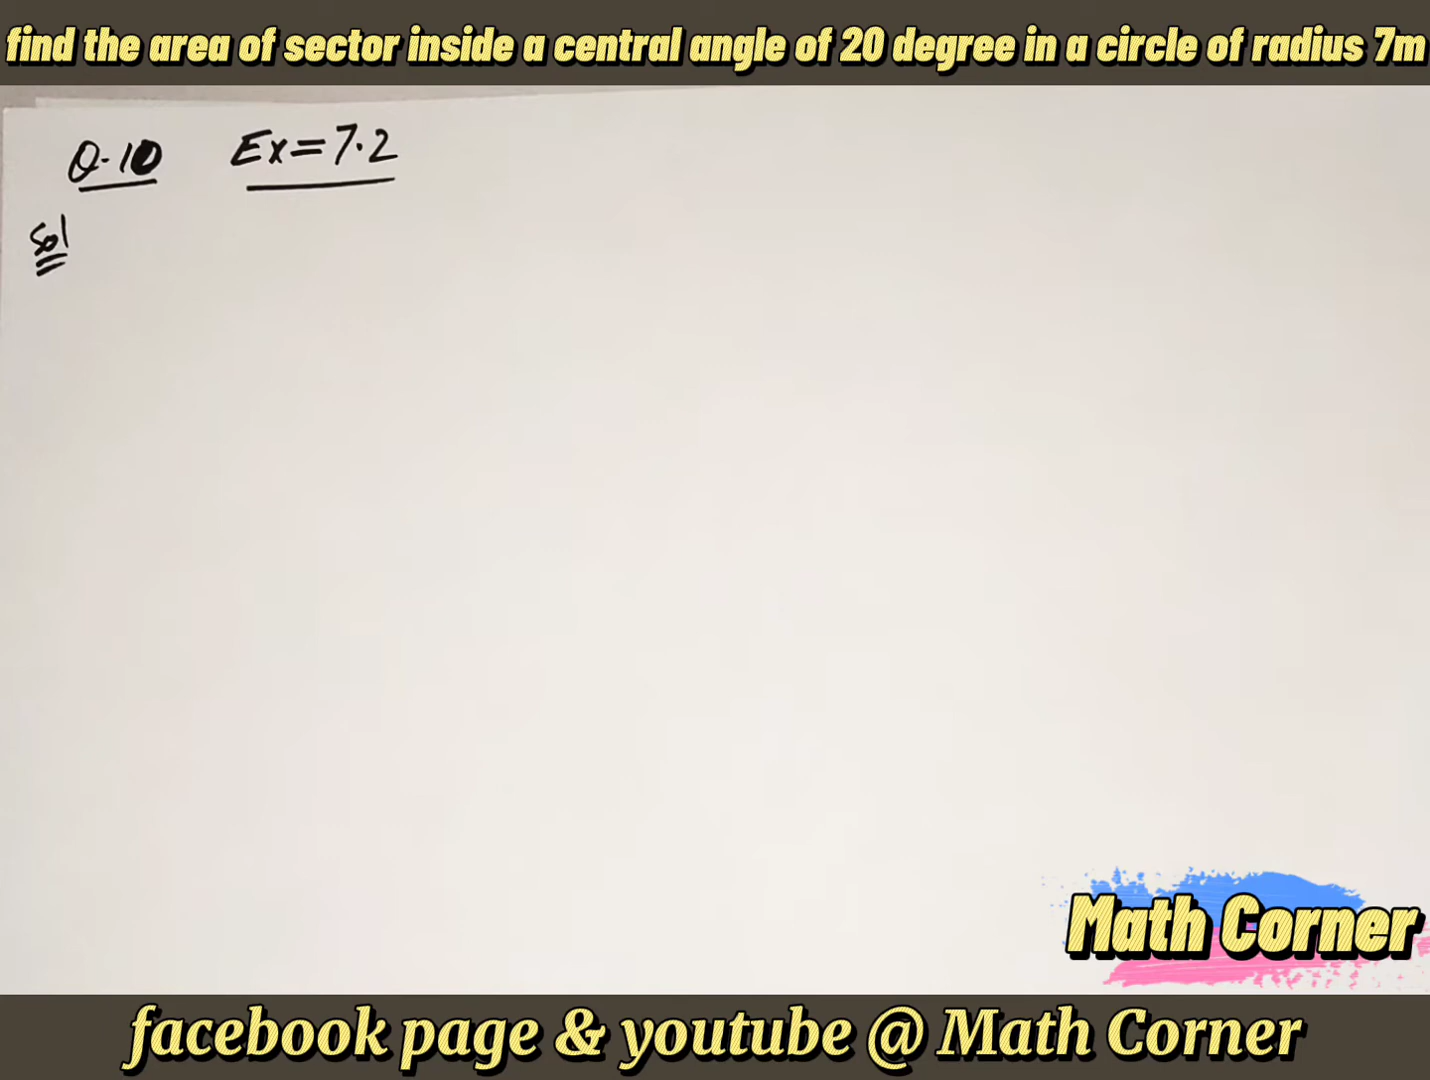 find the area of sector inside a central angle of 20 degree in a circle of radius 7m
Q.10 Ex=7.2
Sol
Math Corner
facebook page & youtube @ Math Corner